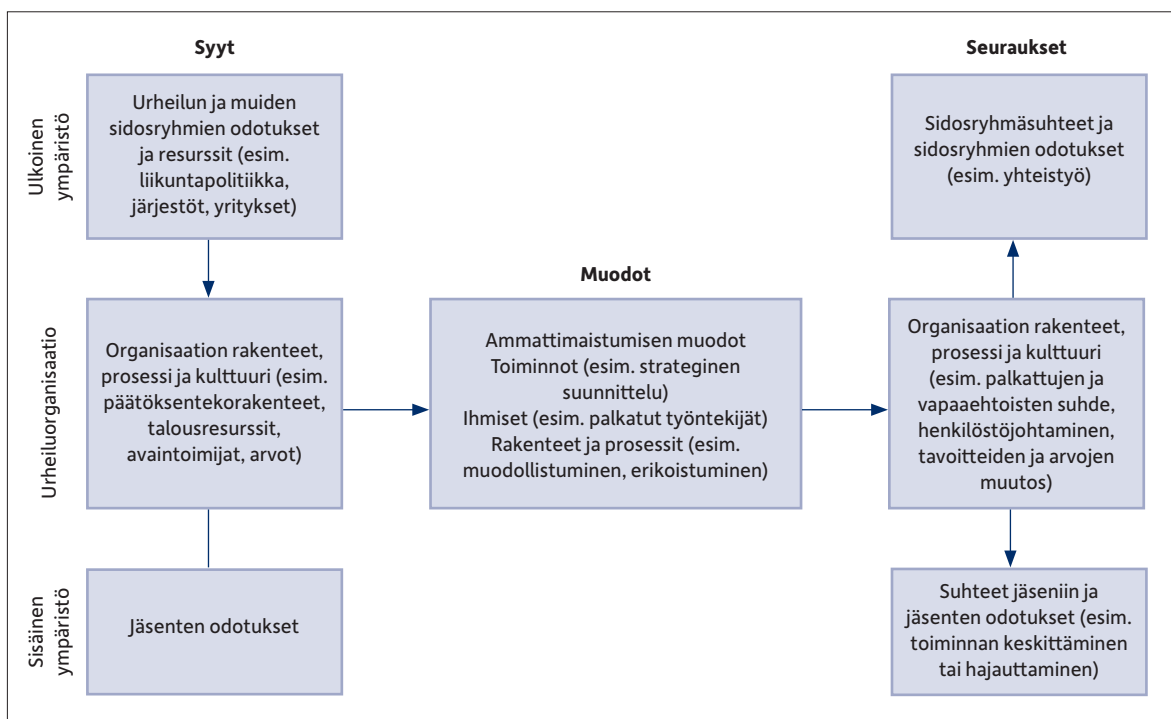 Syyt
Seuraukset
Ulkoinen
ympäristö
Urheilun ja muiden
sidosryhmien odotukset
ja resurssit (esim.
liikuntapolitiikka,
järjestöt, yritykset)
Sidosryhmäsuhteet ja
sidosryhmien odotukset
(esim. yhteistyö)
Muodot
Urheiluorganisaatio
Organisaation rakenteet,
prosessi ja kulttuuri (esim.
päätöksentekorakenteet,
talousresurssit,
avaintoimijat, arvot)
Ammattimaistumisen muodot
Toiminnot (esim. strateginen
suunnittelu)
Ihmiset (esim. palkatut työntekijät)
Rakenteet ja prosessit (esim.
muodollistuminen, erikoistuminen)
Organisaation rakenteet,
prosessi ja kulttuuri
(esim. palkattujen ja
vapaaehtoisten suhde,
henkilöstöjohtaminen,
tavoitteiden ja arvojen
muutos)
Sisäinen
ympäristö
Jäsenten odotukset
Suhteet jäseniin ja
jäsenten odotukset (esim.
toiminnan keskittäminen
tai hajauttaminen)